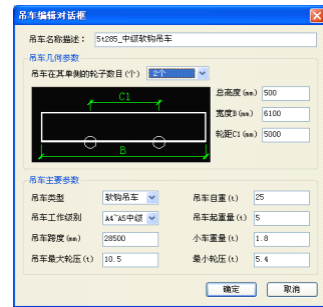 吊车编辑对话框
吊车名称描述： 5t285_中级软钩吊车
吊车几何参数
吊车在其单侧的轮子数目(个) 2个
C1
B
总高度(mm) 500
宽度B(mm) 6100
轮距C1(mm) 5000
吊车主要参数
吊车类型 软钩吊车 吊车自重(t) 25
吊车工作级别 A4~A5中级 吊车起重量(t) 5
吊车跨度(mm) 28500 小车重量(t) 1.8
吊车最大轮压(t) 10.5 最小轮压(t) 5.4
确定 取消